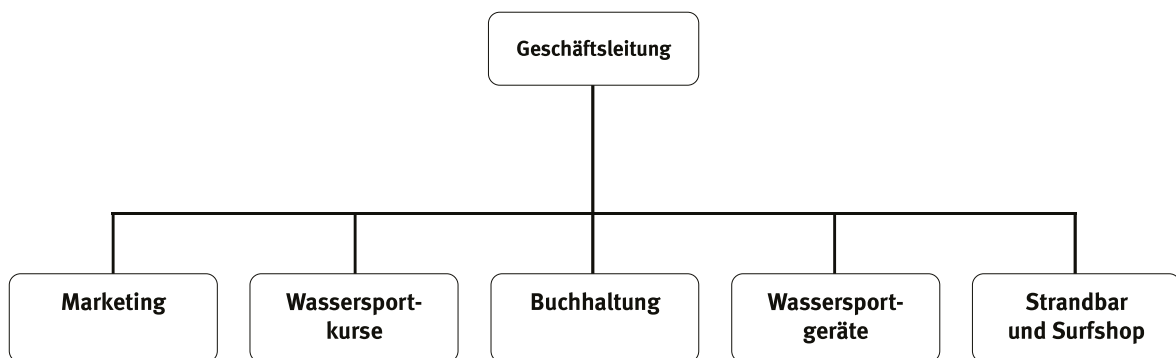 Geschäftsleitung
Marketing
Wassersport-
kurse
Buchhaltung
Wassersport-
geräte
Strandbar
und Surfshop